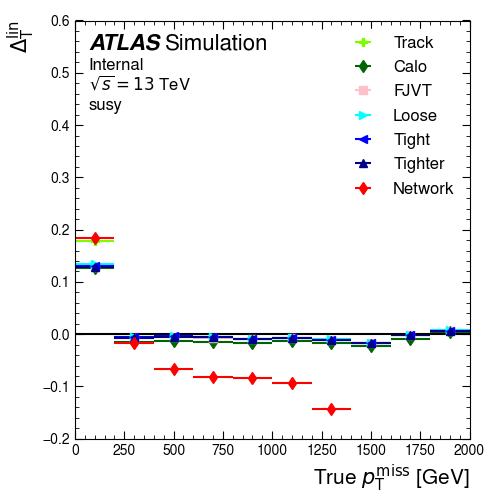 Δ_T^lin
0.6
0.5
0.4
0.3
0.2
0.1
0.0
−0.1
−0.2
ATLAS Simulation
Internal
√s = 13 TeV
susy
Track
Calo
FJVT
Loose
Tight
Tighter
Network
0 250 500 750 1000 1250 1500 1750 2000
True p_T^miss [GeV]